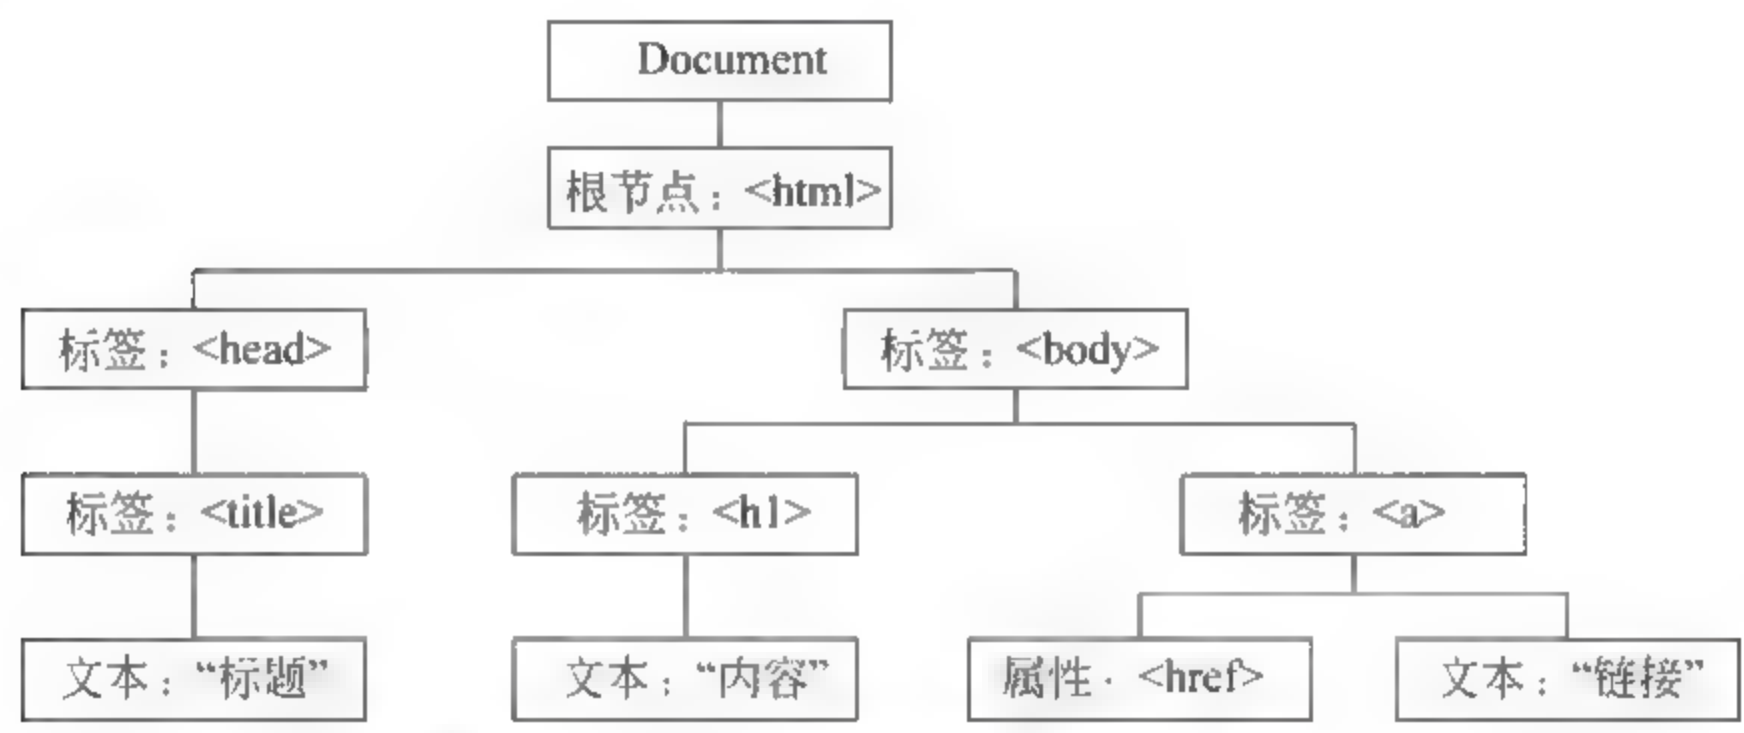 Document
根节点：<html>
标签：<head>
标签：<body>
标签：<title>
标签：<h1>
标签：<a>
文本：“标题”
文本：“内容”
属性：<href>
文本：“链接”